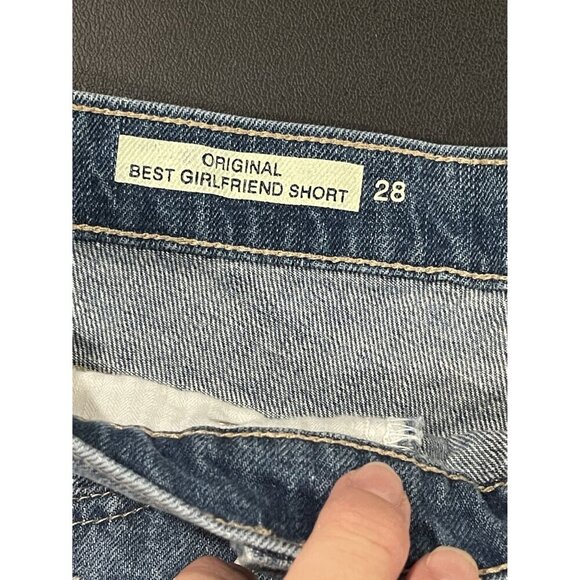 ORIGINAL
BEST GIRLFRIEND SHORT 28